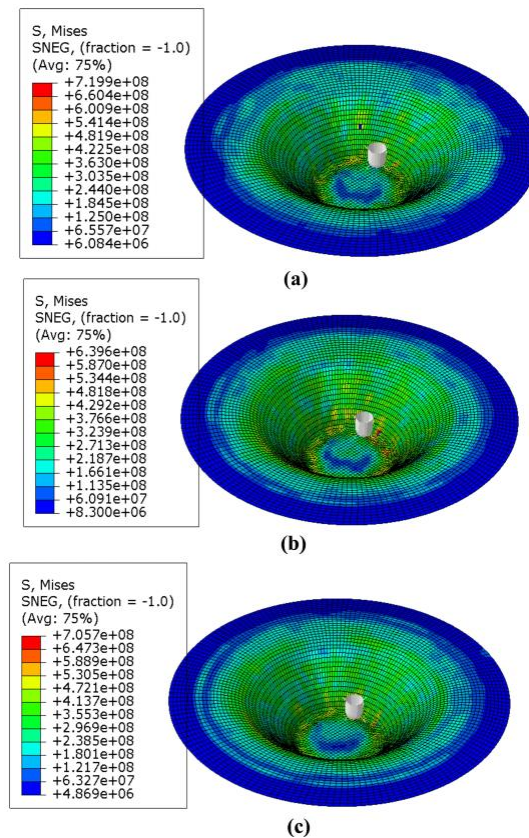 S, Mises
SNEG, (fraction = -1.0)
(Avg: 75%)
+7.199e+08
+6.604e+08
+6.009e+08
+5.414e+08
+4.819e+08
+4.225e+08
+3.630e+08
+3.035e+08
+2.440e+08
+1.845e+08
+1.250e+08
+6.557e+07
+6.084e+06
(a)
S, Mises
SNEG, (fraction = -1.0)
(Avg: 75%)
+6.396e+08
+5.870e+08
+5.344e+08
+4.818e+08
+4.292e+08
+3.766e+08
+3.239e+08
+2.713e+08
+2.187e+08
+1.661e+08
+1.135e+08
+6.091e+07
+8.300e+06
(b)
S, Mises
SNEG, (fraction = -1.0)
(Avg: 75%)
+7.057e+08
+6.473e+08
+5.889e+08
+5.305e+08
+4.721e+08
+4.137e+08
+3.553e+08
+2.969e+08
+2.385e+08
+1.801e+08
+1.217e+08
+6.327e+07
+4.869e+06
(c)